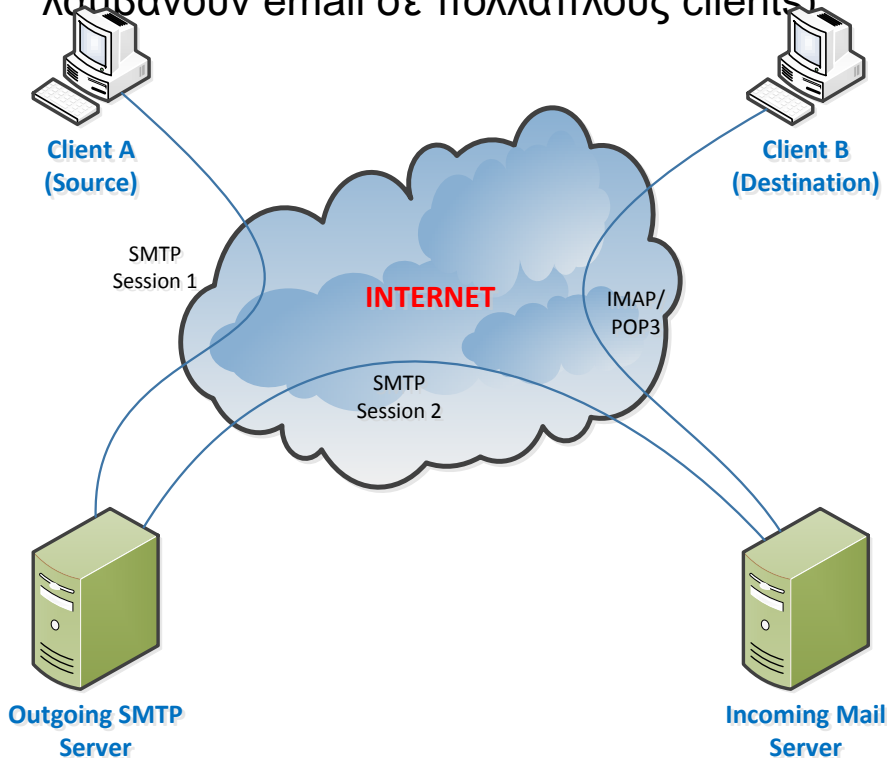 λαμβάνουν email σε πολλαπλούς clients)
Client A
(Source)
Client B
(Destination)
SMTP
Session 1
INTERNET
IMAP/
POP3
SMTP
Session 2
Outgoing SMTP
Server
Incoming Mail
Server